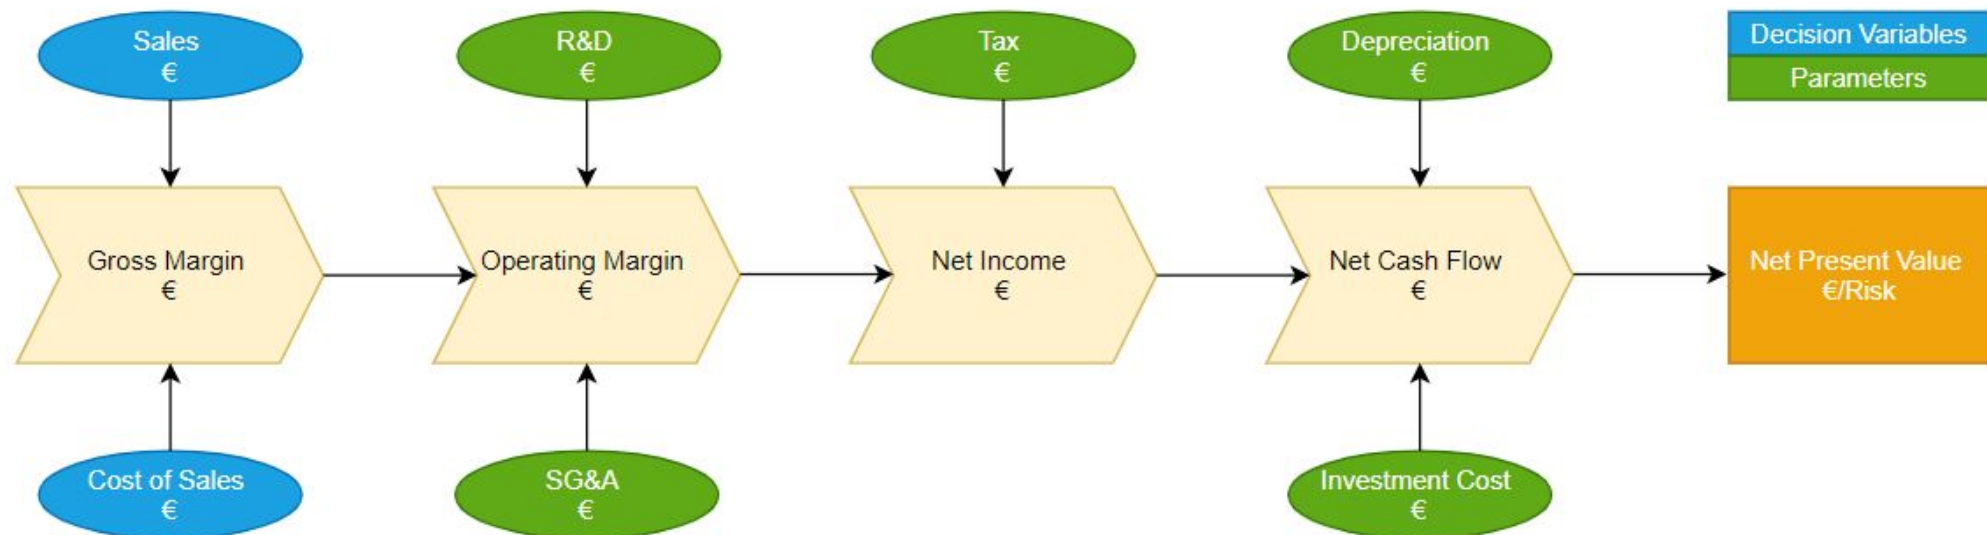 Sales
€
R&D
€
Tax
€
Depreciation
€
Decision Variables
Parameters
Gross Margin
€
Operating Margin
€
Net Income
€
Net Cash Flow
€
Net Present Value
€/Risk
Cost of Sales
€
SG&A
€
Investment Cost
€